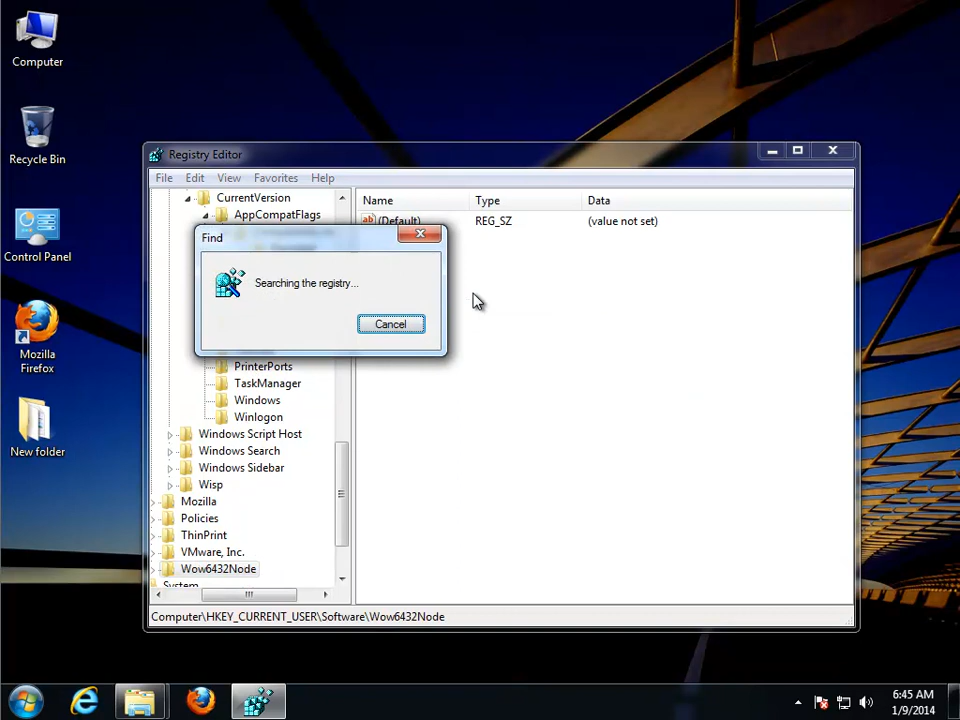 Computer
Recycle Bin
Control Panel
Mozilla
Firefox
New folder
Registry Editor
File Edit View Favorites Help
CurrentVersion
AppCompatFlags
Name Type Data
(Default) REG_SZ (value not set)
Find
Searching the registry...
Cancel
PrinterPorts
TaskManager
Windows
Winlogon
Windows Script Host
Windows Search
Windows Sidebar
Wisp
Mozilla
Policies
ThinPrint
VMware, Inc.
Wow6432Node
System
Computer\HKEY_CURRENT_USER\Software\Wow6432Node
6:45 AM
1/9/2014